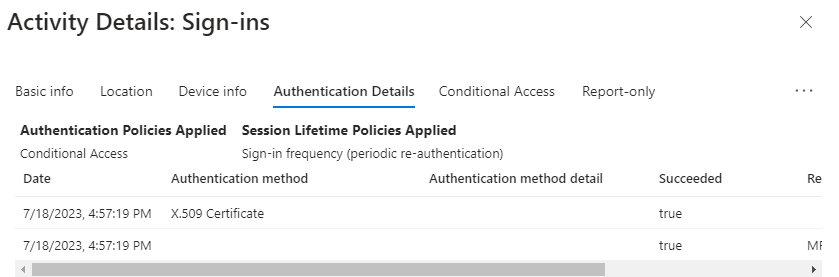 Activity Details: Sign-ins
Basic info Location Device info Authentication Details Conditional Access Report-only
Authentication Policies Applied Session Lifetime Policies Applied
Conditional Access Sign-in frequency (periodic re-authentication)
Date Authentication method Authentication method detail Succeeded Re
7/18/2023, 4:57:19 PM X.509 Certificate true
7/18/2023, 4:57:19 PM true